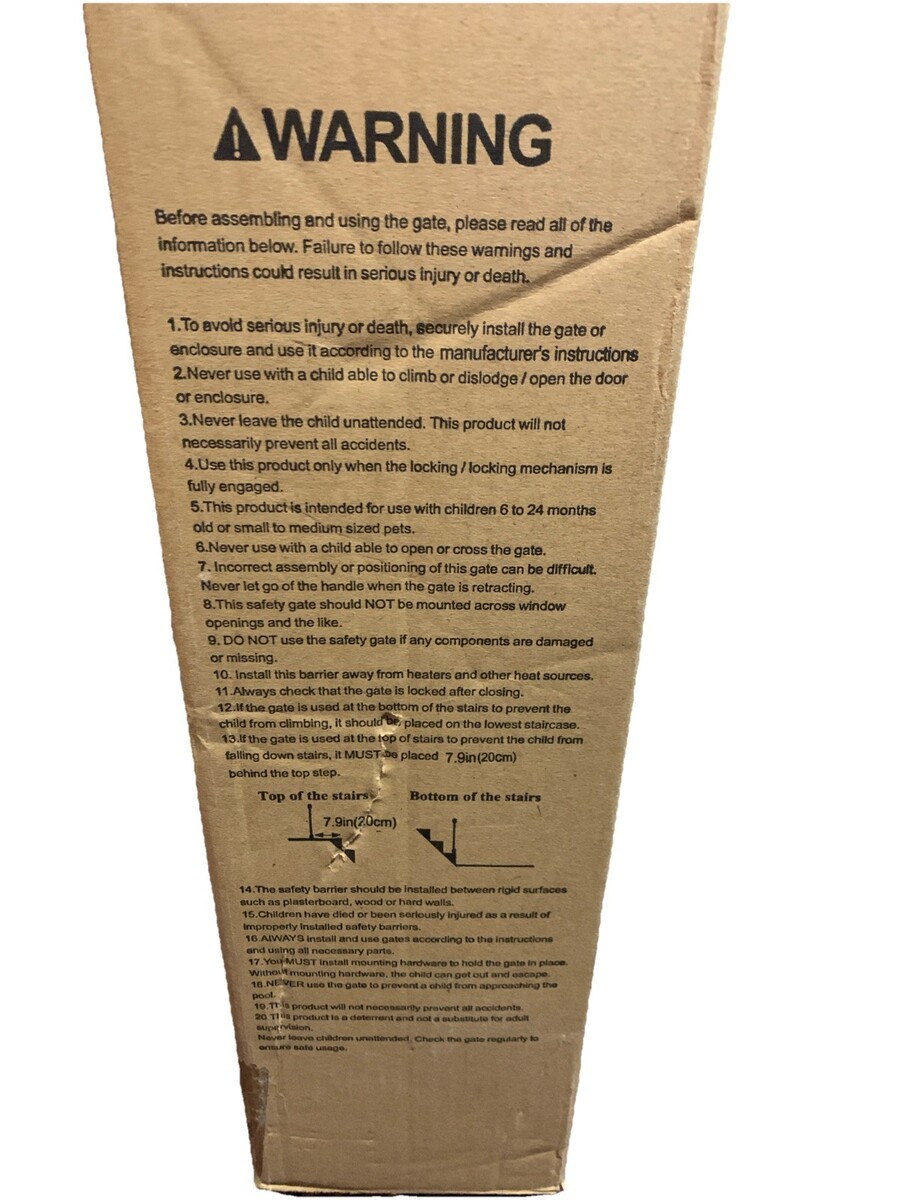 WARNING
Before assembling and using the gate, please read all of the
information below. Failure to follow these warnings and
instructions could result in serious injury or death.
1.To avoid serious injury or death, securely install the gate or
enclosure and use it according to the manufacturer's instructions
2.Never use with a child able to climb or dislodge / open the door
or enclosure.
3.Never leave the child unattended. This product will not
necessarily prevent all accidents.
4.Use this product only when the locking / locking mechanism is
fully engaged.
5.This product is intended for use with children 6 to 24 months
old or small to medium sized pets.
6.Never use with a child able to open or cross the gate.
7. Incorrect assembly or positioning of this gate can be difficult.
Never let go of the handle when the gate is retracting.
8.This safety gate should NOT be mounted across window
openings and the like.
9. DO NOT use the safety gate if any components are damaged
or missing.
10. Install this barrier away from heaters and other heat sources.
11.Always check that the gate is locked after closing.
12.If the gate is used at the bottom of the stairs to prevent the
child from climbing, it should be placed on the lowest staircase.
13.If the gate is used at the top of stairs to prevent the child from
falling down stairs, it MUST be placed 7.9in(20cm)
behind the top step.
Top of the stairs Bottom of the stairs
7.9in(20cm)
14.The safety barrier should be installed between rigid surfaces
such as plasterboard, wood or hard walls.
15.Children have died or been seriously injured as a result of
improperly installed safety barriers.
16.AlWAYS install and use gates according to the instructions
and using all necessary parts.
17.You MUST install mounting hardware to hold the gate in place.
Without mounting hardware, the child can get out and escape.
18.NEVER use the gate to prevent a child from approaching the
pool.
19.This product will not necessarily prevent all accidents.
20.This product is a deterrent and not a substitute for adult
supervision.
Never leave children unattended. Check the gate regularly to
ensure safe usage.